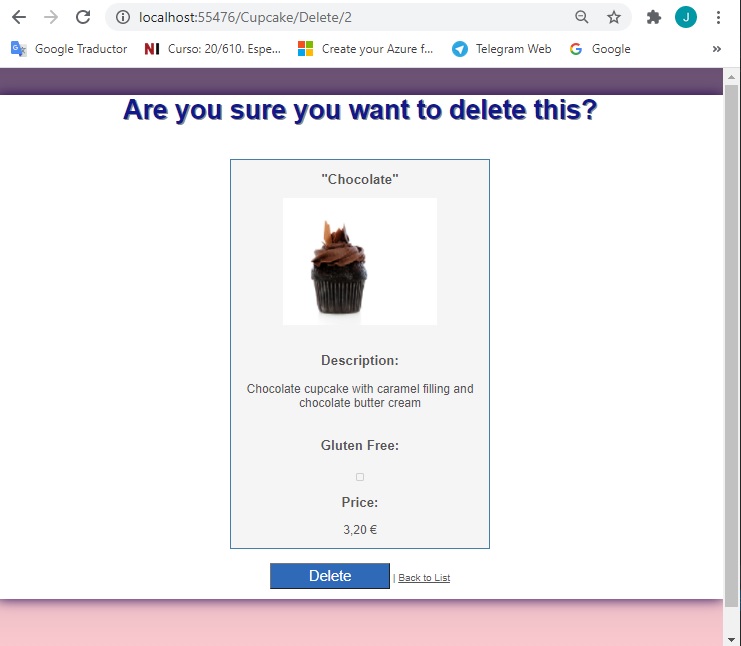 localhost:55476/Cupcake/Delete/2
J
Google Traductor NI Curso: 20/610. Espe... Create your Azure f... Telegram Web G Google »
Are you sure you want to delete this?
"Chocolate"
Description:
Chocolate cupcake with caramel filling and
chocolate butter cream
Gluten Free:
Price:
3,20 €
Delete | Back to List